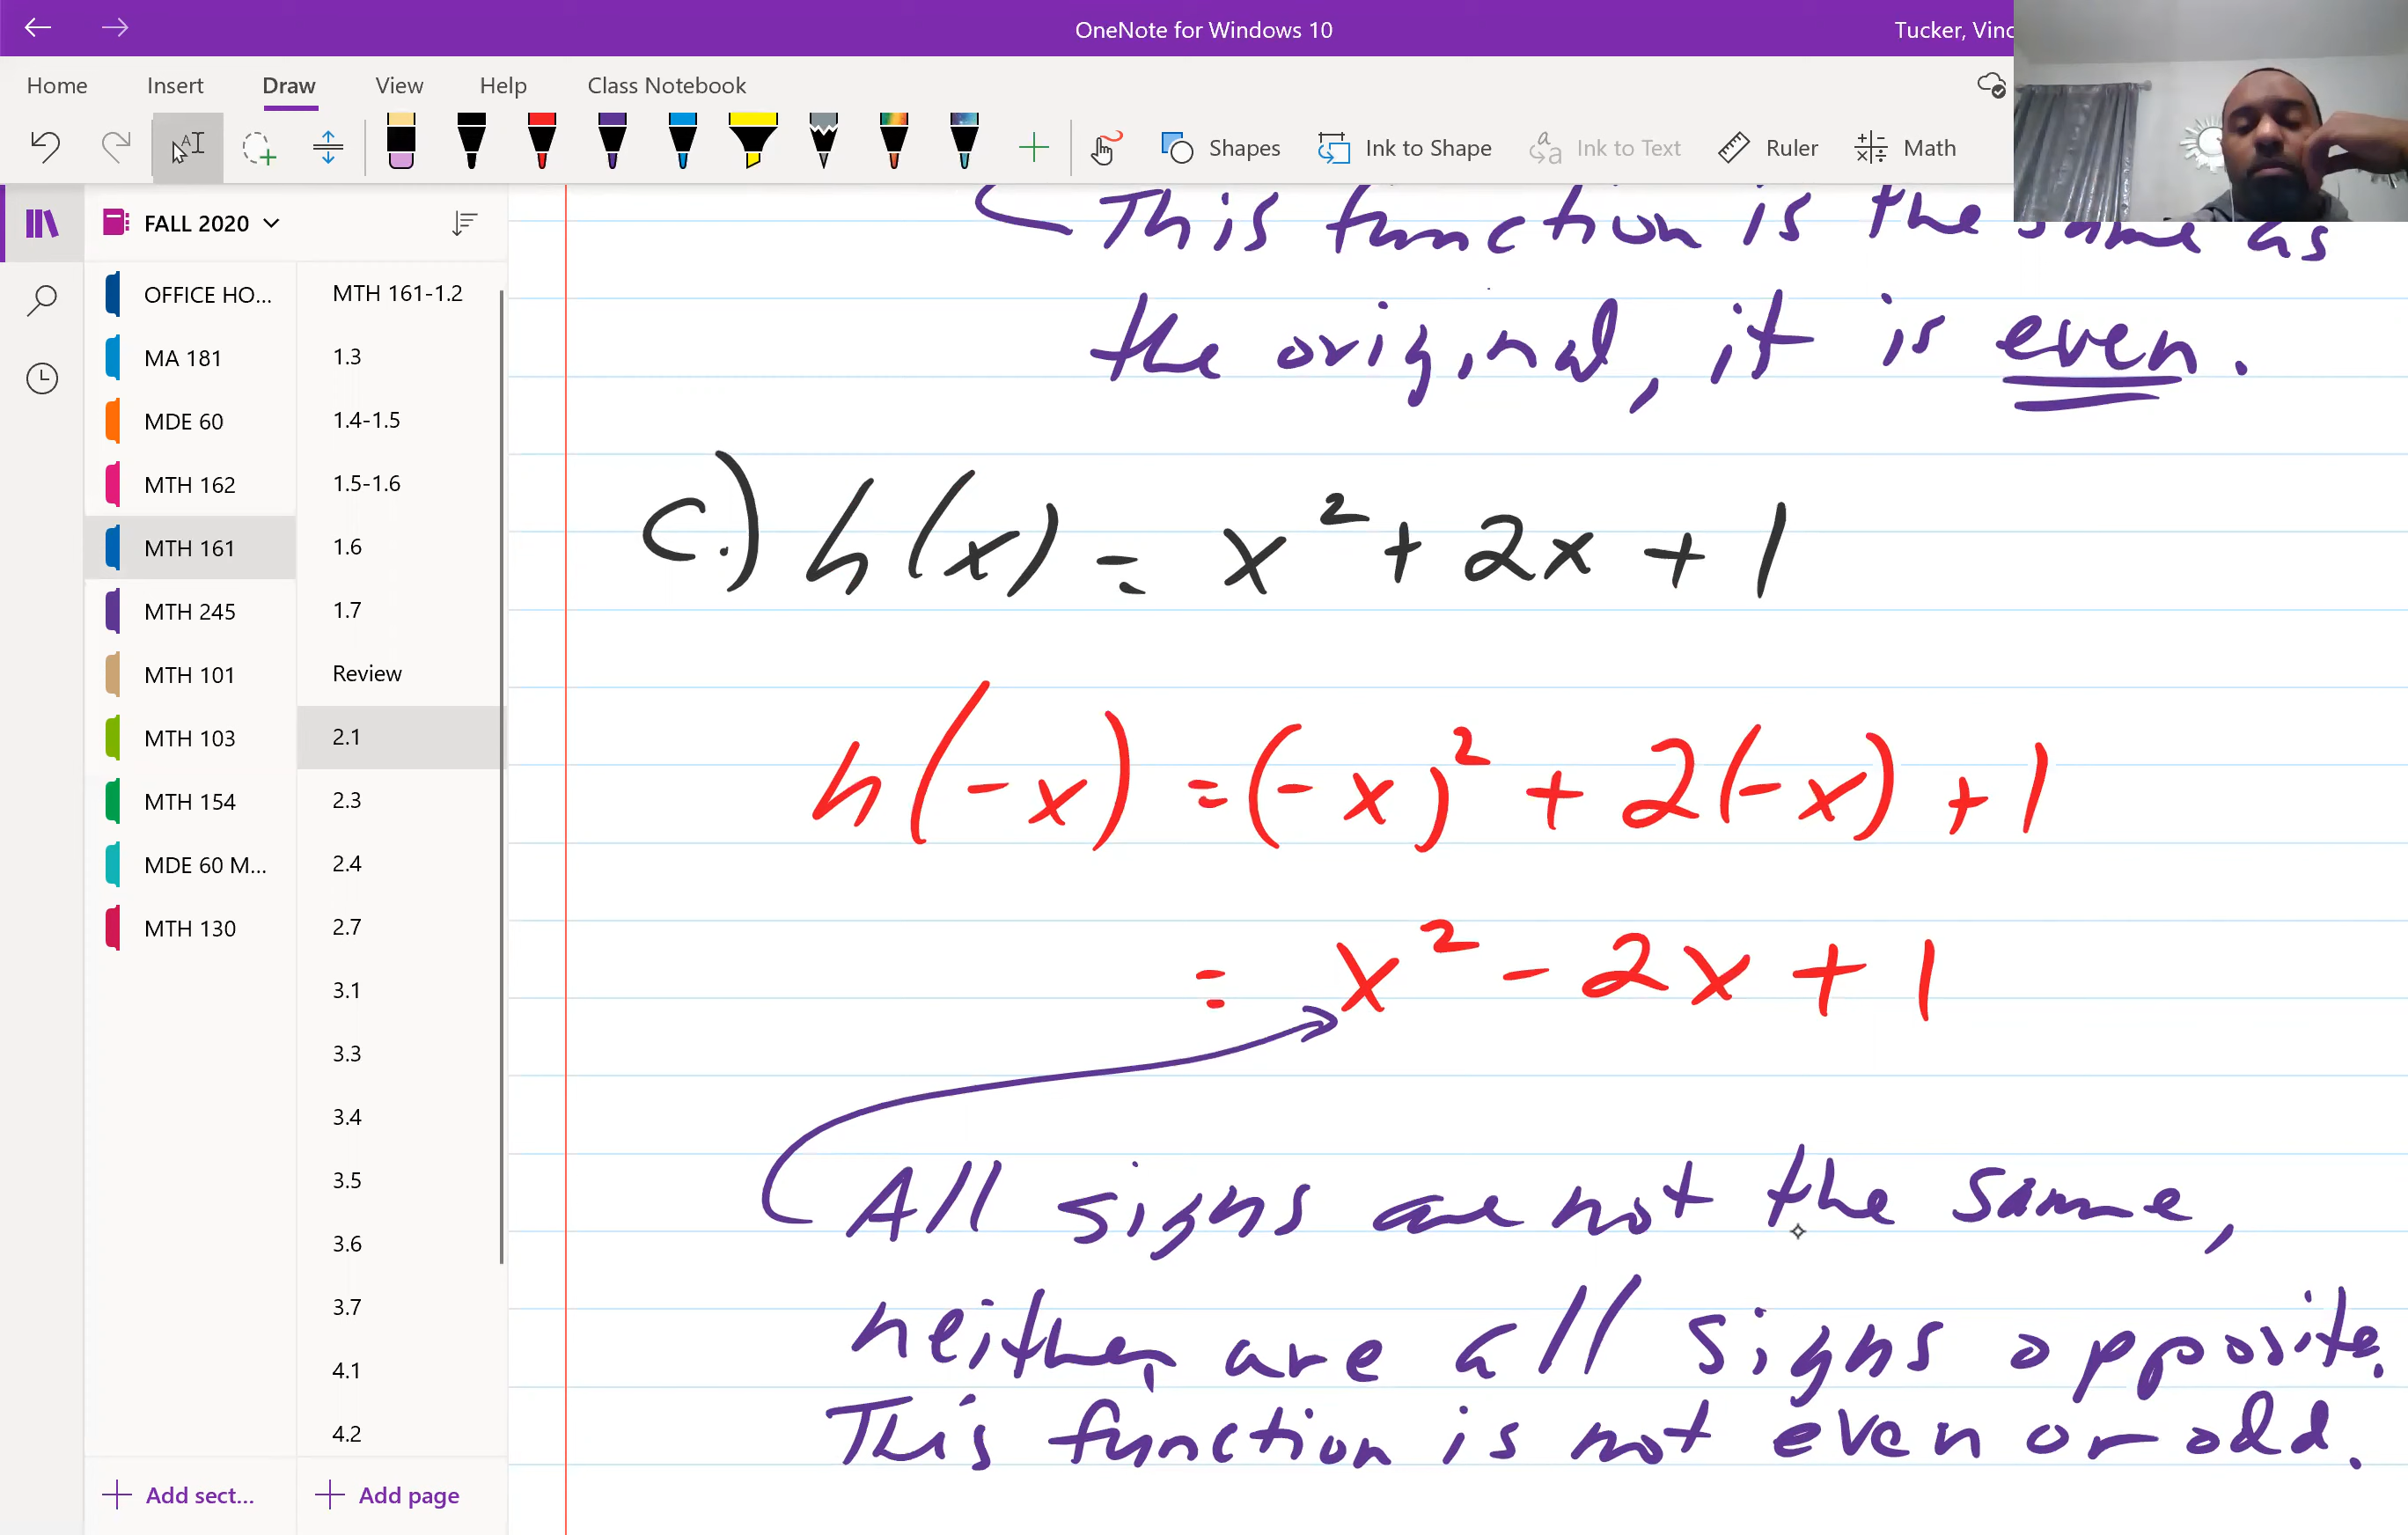 OneNote for Windows 10
Tucker, Vinc
Home Insert Draw View Help Class Notebook
Shapes Ink to Shape Ink to Text Ruler Math
FALL 2020
OFFICE HO...
MA 181
MDE 60
MTH 162
MTH 161
MTH 245
MTH 101
MTH 103
MTH 154
MDE 60 M...
MTH 130
Add sect...
MTH 161-1.2
1.3
1.4-1.5
1.5-1.6
1.6
1.7
Review
2.1
2.3
2.4
2.7
3.1
3.3
3.4
3.5
3.6
3.7
4.1
4.2
Add page
This function is the same as
the original, it is even.
c.) h(x) = x² + 2x + 1
h(-x) = (-x)² + 2(-x) + 1
= x² - 2x + 1
All signs are not the same,
neither are all signs opposite.
This function is not even or odd.